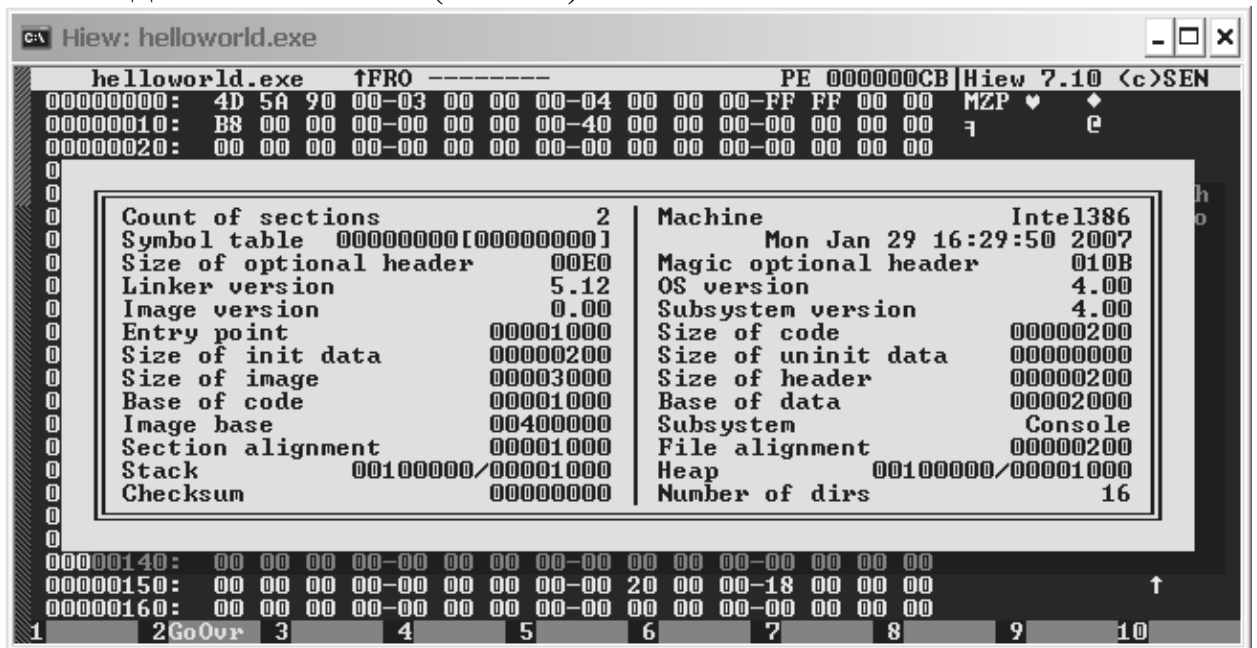 Hiew: helloworld.exe
helloworld.exe ↑FRO --------- PE 000000CB|Hiew 7.10 (c)SEN
00000000: 4D 5A 90 00-03 00 00 00-04 00 00 00-FF FF 00 00 MZP ♥ ♦
00000010: B8 00 00 00-00 00 00 00-40 00 00 00-00 00 00 00 ╕ @
00000020: 00 00 00 00-00 00 00 00-00 00 00 00-00 00 00 00
Count of sections 2 | Machine Intel386
Symbol table 00000000[00000000] | Mon Jan 29 16:29:50 2007
Size of optional header 00E0 | Magic optional header 010B
Linker version 5.12 | OS version 4.00
Image version 0.00 | Subsystem version 4.00
Entry point 00001000 | Size of code 00000200
Size of init data 00000200 | Size of uninit data 00000000
Size of image 00003000 | Size of header 00000200
Base of code 00001000 | Base of data 00002000
Image base 00400000 | Subsystem Console
Section alignment 00001000 | File alignment 00000200
Stack 00100000/00001000 | Heap 00100000/00001000
Checksum 00000000 | Number of dirs 16
00000140: 00 00 00 00-00 00 00 00-00 00 00 00-00 00 00 00
00000150: 00 00 00 00-00 00 00 00-00 20 00 00-18 00 00 00 ↑
00000160: 00 00 00 00-00 00 00 00-00 00 00 00-00 00 00 00
1 2GoOvr 3 4 5 6 7 8 9 10